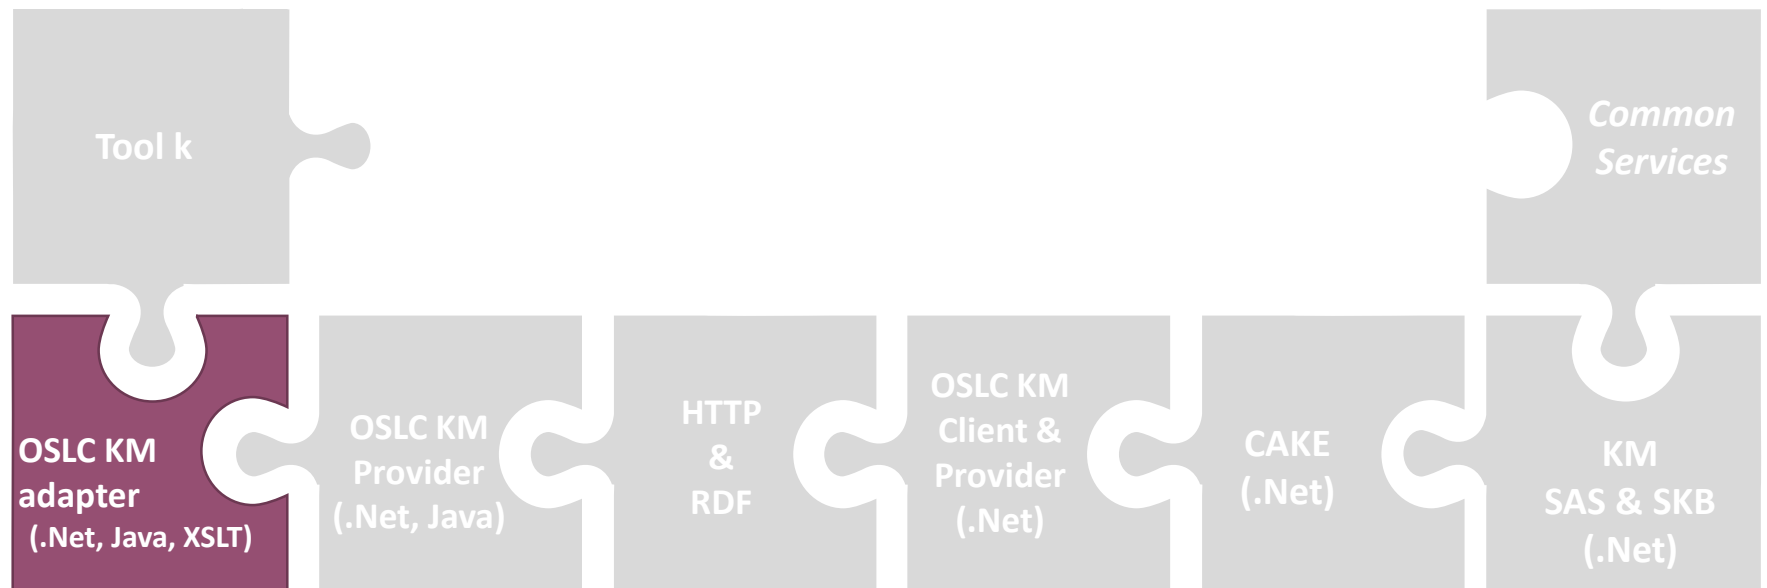 Tool k
Common
Services
OSLC KM
adapter
(.Net, Java, XSLT)
OSLC KM
Provider
(.Net, Java)
HTTP
&
RDF
OSLC KM
Client &
Provider
(.Net)
CAKE
(.Net)
KM
SAS & SKB
(.Net)